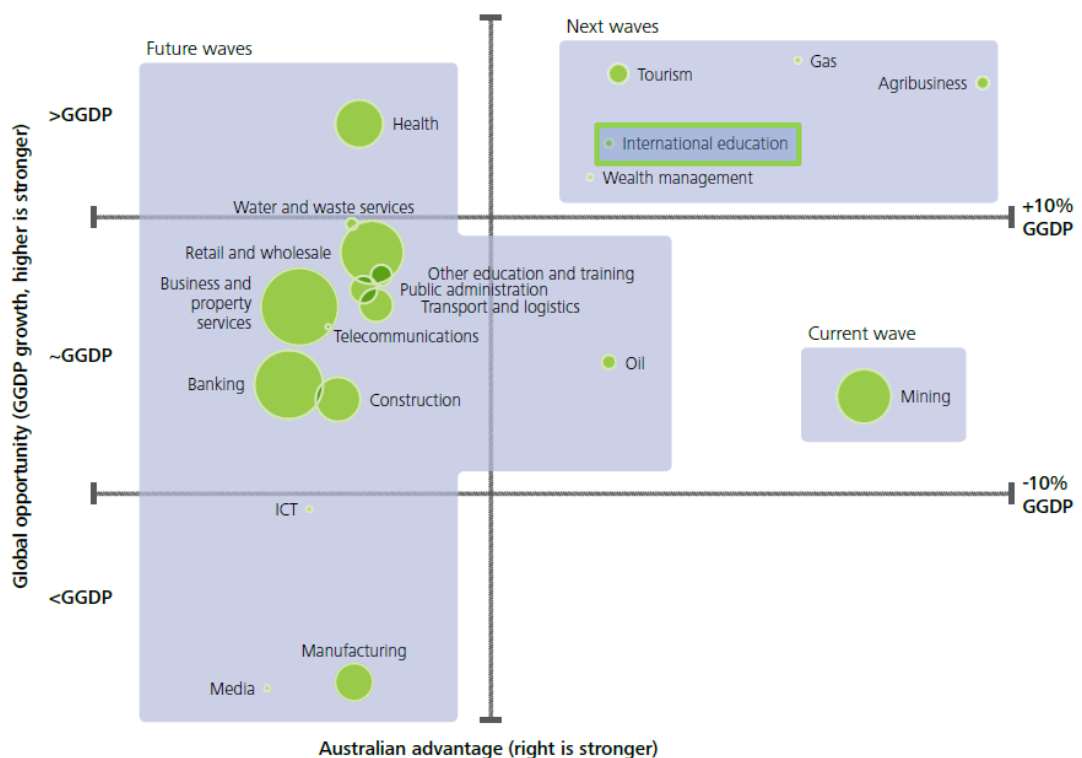 Next waves
Future waves
Gas
Tourism
Agribusiness
>GGDP
Health
International education
Wealth management
Water and waste services
+10%
GGDP
Retail and wholesale
Other education and training
Business and
property
services
Public administration
Transport and logistics
Telecommunications
Current wave
~GGDP
Oil
Banking
Construction
Mining
-10%
GGDP
ICT
<GGDP
Manufacturing
Media
Global opportunity (GGDP growth, higher is stronger)
Australian advantage (right is stronger)